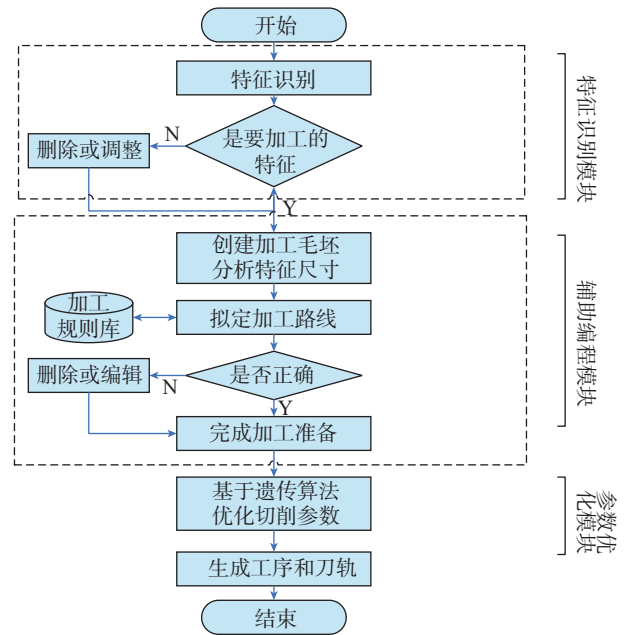 开始
特征识别
是要加工的
特征
N
删除或调整
Y
特征识别模块
创建加工毛坯
分析特征尺寸
加工
规则库
拟定加工路线
是否正确
N
删除或编辑
Y
完成加工准备
辅助编程模块
基于遗传算法
优化切削参数
参数优
化模块
生成工序和刀轨
结束